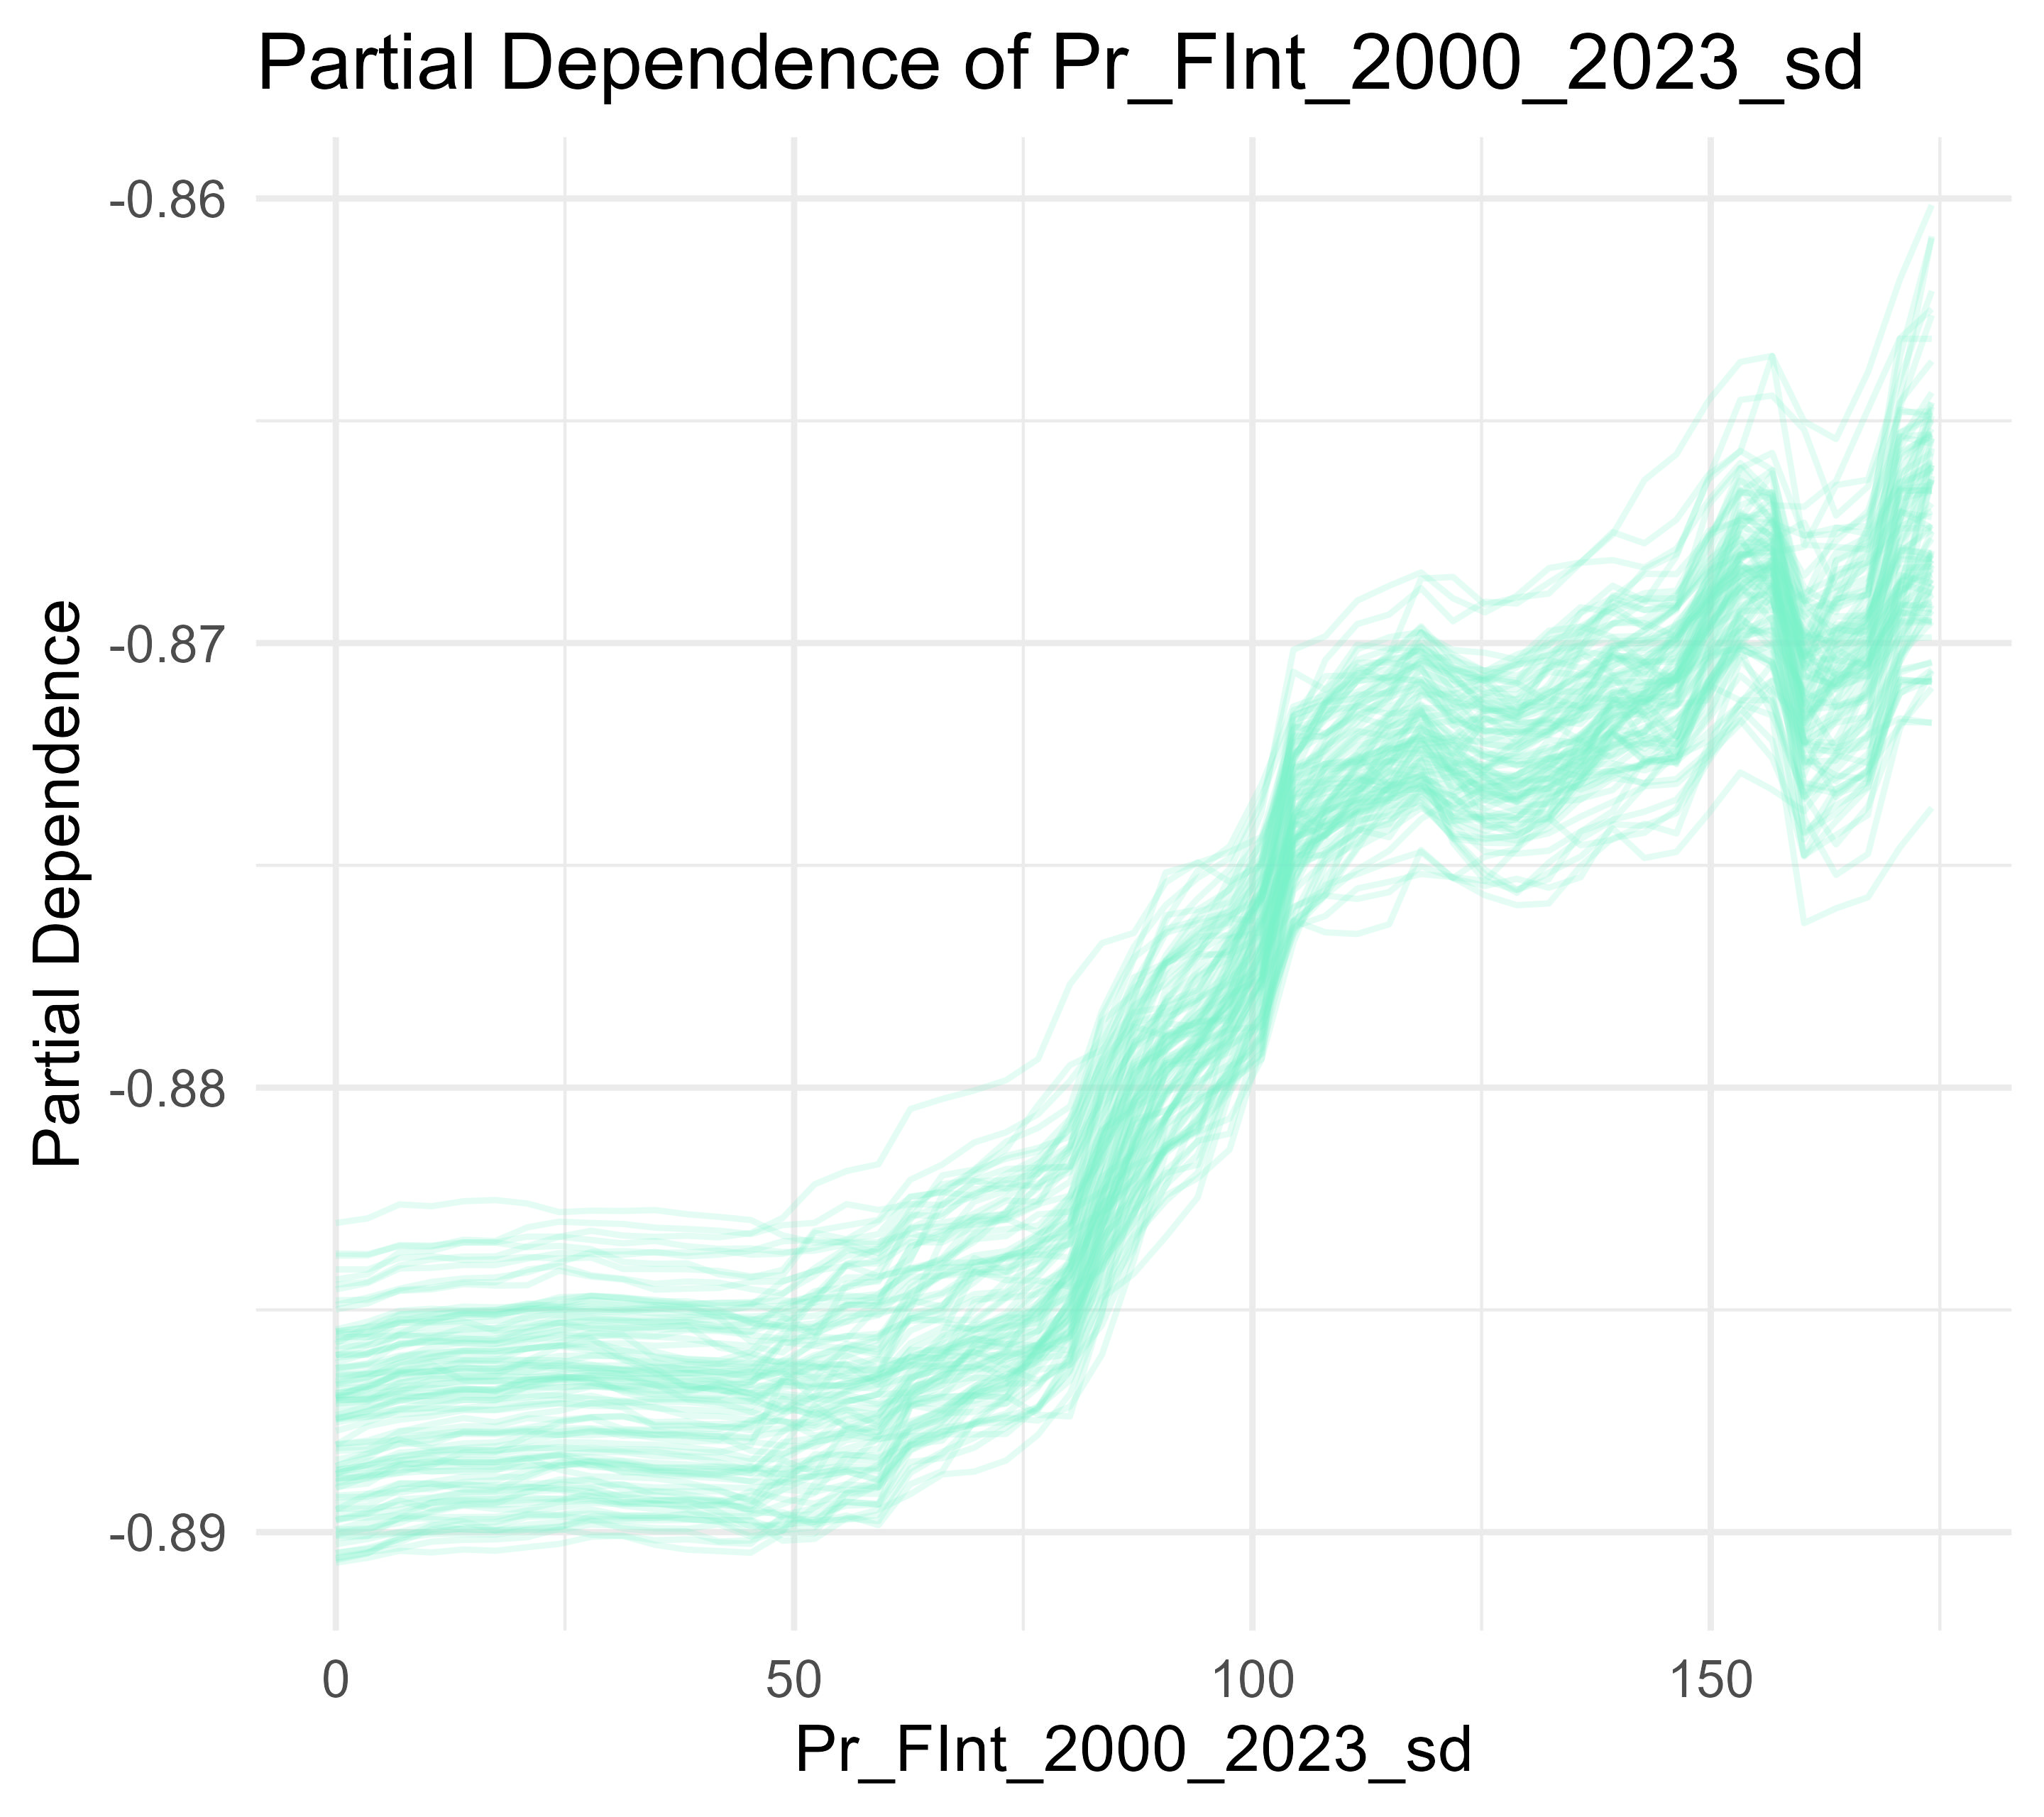 Partial Dependence of Pr_FInt_2000_2023_sd
Partial Dependence
-0.86
-0.87
-0.88
-0.89
0 50 100 150
Pr_FInt_2000_2023_sd